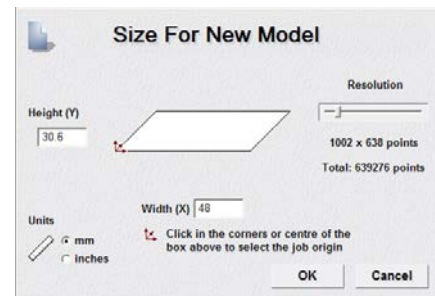 Size For New Model
Resolution
Height (Y)
30.6
1002 x 638 points
Total: 639276 points
Width (X) 48
Units
mm
inches
Click in the corners or centre of the
box above to select the job origin
OK Cancel